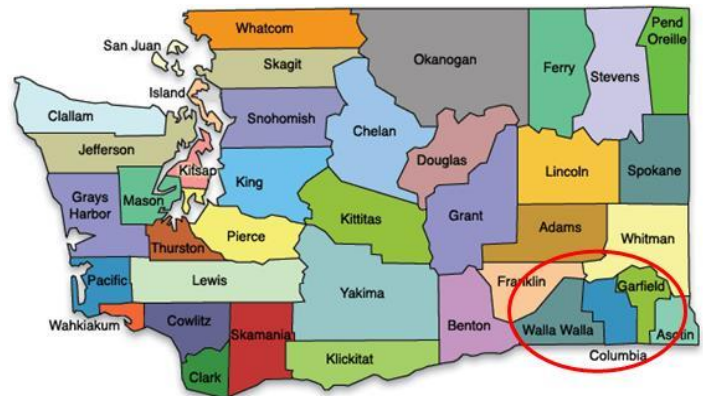 Whatcom
San Juan
Pend
Oreille
Okanogan
Skagit
Ferry
Stevens
Island
Clallam
Snohomish
Chelan
Jefferson
Douglas
Kitsap
Lincoln
Spokane
King
Mason
Grays
Harbor
Grant
Kittitas
Adams
Pierce
Whitman
Thurston
Pacific
Lewis
Franklin
Garfield
Yakima
Wahkiakum
Cowlitz
Skamania
Benton
Walla Walla
Asotin
Klickitat
Columbia
Clark